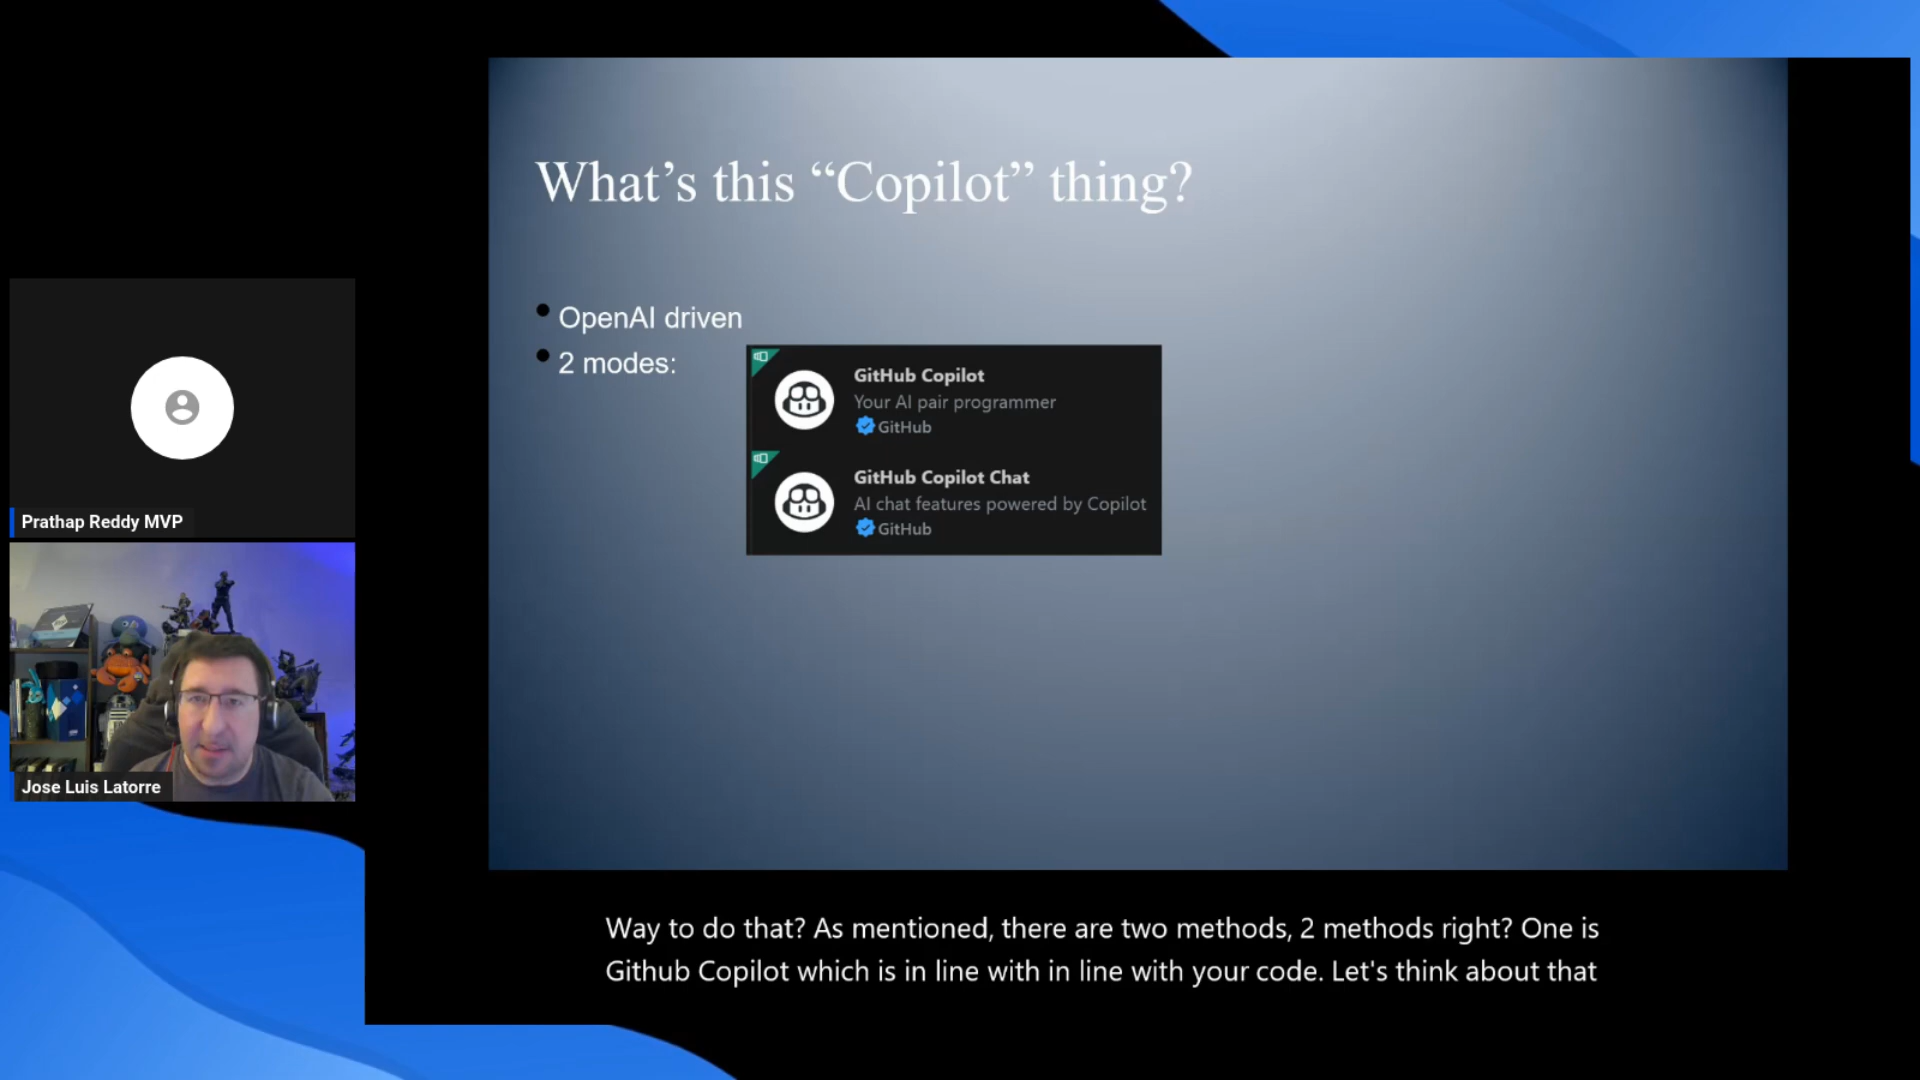 What’s this “Copilot” thing?
OpenAI driven
2 modes:
GitHub Copilot
Your AI pair programmer
GitHub
GitHub Copilot Chat
AI chat features powered by Copilot
GitHub
Prathap Reddy MVP
Jose Luis Latorre
Way to do that? As mentioned, there are two methods, 2 methods right? One is
Github Copilot which is in line with in line with your code. Let's think about that